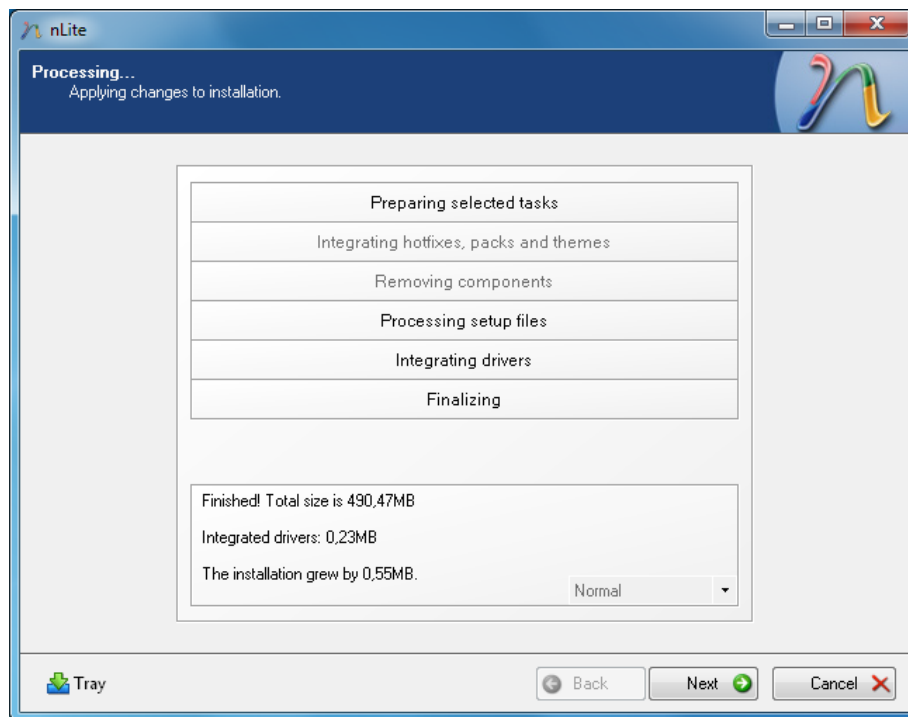 nLite
Processing...
Applying changes to installation.
Preparing selected tasks
Integrating hotfixes, packs and themes
Removing components
Processing setup files
Integrating drivers
Finalizing
Finished! Total size is 490,47MB
Integrated drivers: 0,23MB
The installation grew by 0,55MB.
Normal
Tray
Back
Next
Cancel